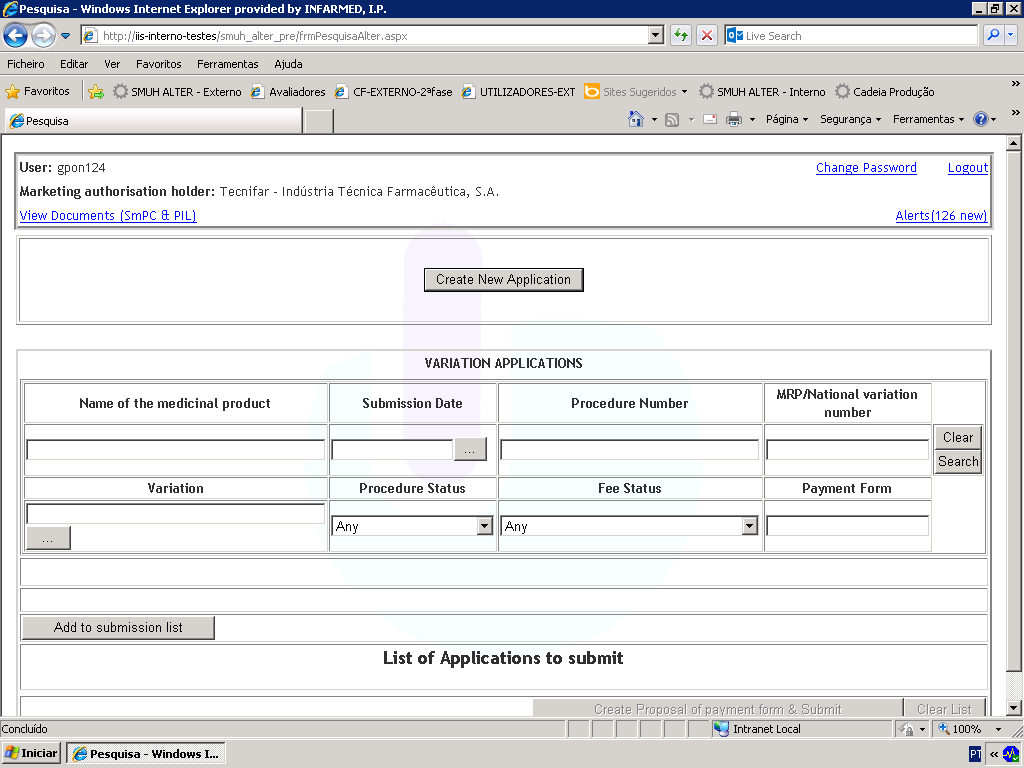 Pesquisa - Windows Internet Explorer provided by INFARMED, I.P.
http://iis-interno-testes/smuh_alter_pre/frmPesquisaAlter.aspx
Live Search
Ficheiro Editar Ver Favoritos Ferramentas Ajuda
Favoritos SMUH ALTER - Externo Avaliadores CF-EXTERNO-2ªfase UTILIZADORES-EXT Sites Sugeridos SMUH ALTER - Interno Cadeia Produção
Pesquisa
Página Segurança Ferramentas
User: gpon124
Change Password Logout
Marketing authorisation holder: Tecnifar - Indústria Técnica Farmacêutica, S.A.
View Documents (SmPC & PIL)
Alerts(126 new)
Create New Application
VARIATION APPLICATIONS
Name of the medicinal product
Submission Date
Procedure Number
MRP/National variation
number
...
Clear
Search
Variation
Procedure Status
Fee Status
Payment Form
...
Any
Any
Add to submission list
List of Applications to submit
Create Proposal of payment form & Submit
Clear List
Concluído
Intranet Local
100%
Iniciar
Pesquisa - Windows I...
PT